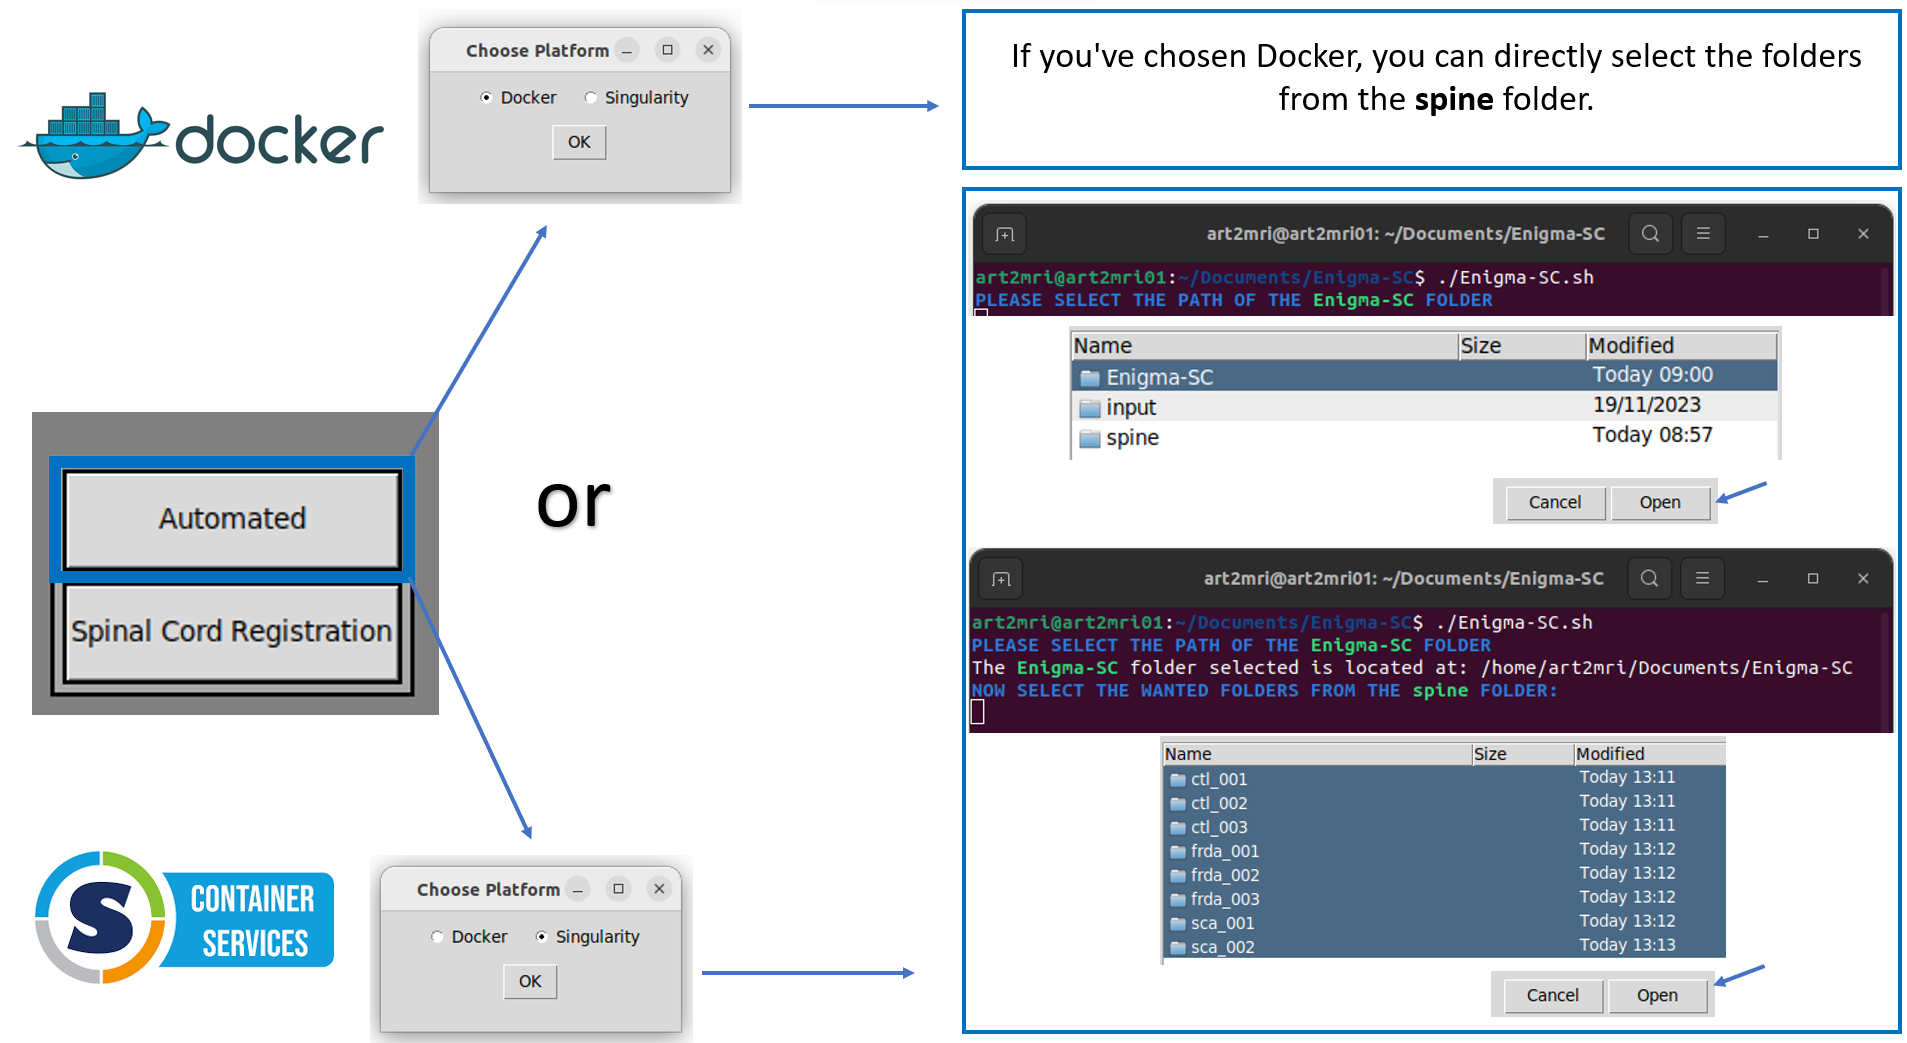 docker
Choose Platform
Docker Singularity
OK
If you've chosen Docker, you can directly select the folders
from the spine folder.
Automated
Spinal Cord Registration
or
S CONTAINER
SERVICES
Choose Platform
Docker Singularity
OK
art2mri@art2mri01: ~/Documents/Enigma-SC
art2mri@art2mri01:~/Documents/Enigma-SC$ ./Enigma-SC.sh
PLEASE SELECT THE PATH OF THE Enigma-SC FOLDER
Name Size Modified
Enigma-SC Today 09:00
input 19/11/2023
spine Today 08:57
Cancel Open
art2mri@art2mri01: ~/Documents/Enigma-SC
art2mri@art2mri01:~/Documents/Enigma-SC$ ./Enigma-SC.sh
PLEASE SELECT THE PATH OF THE Enigma-SC FOLDER
The Enigma-SC folder selected is located at: /home/art2mri/Documents/Enigma-SC
NOW SELECT THE WANTED FOLDERS FROM THE spine FOLDER:
Name Size Modified
ctl_001 Today 13:11
ctl_002 Today 13:11
ctl_003 Today 13:11
frda_001 Today 13:12
frda_002 Today 13:12
frda_003 Today 13:12
sca_001 Today 13:12
sca_002 Today 13:13
Cancel Open